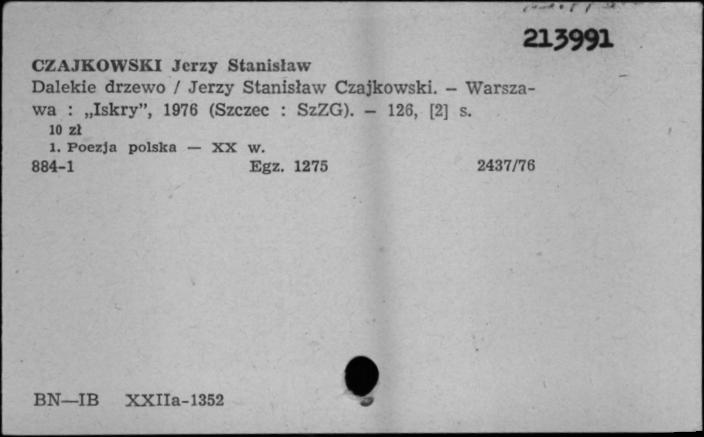 213991
CZAJKOWSKI Jerzy Stanisław
Dalekie drzewo / Jerzy Stanisław Czajkowski. – Warsza-
wa : „Iskry”, 1976 (Szczec : SzZG). – 126, [2] s.
10 zł
1. Poezja polska — XX w.
884-1 Egz. 1275 2437/76
BN—IB XXIIa-1352